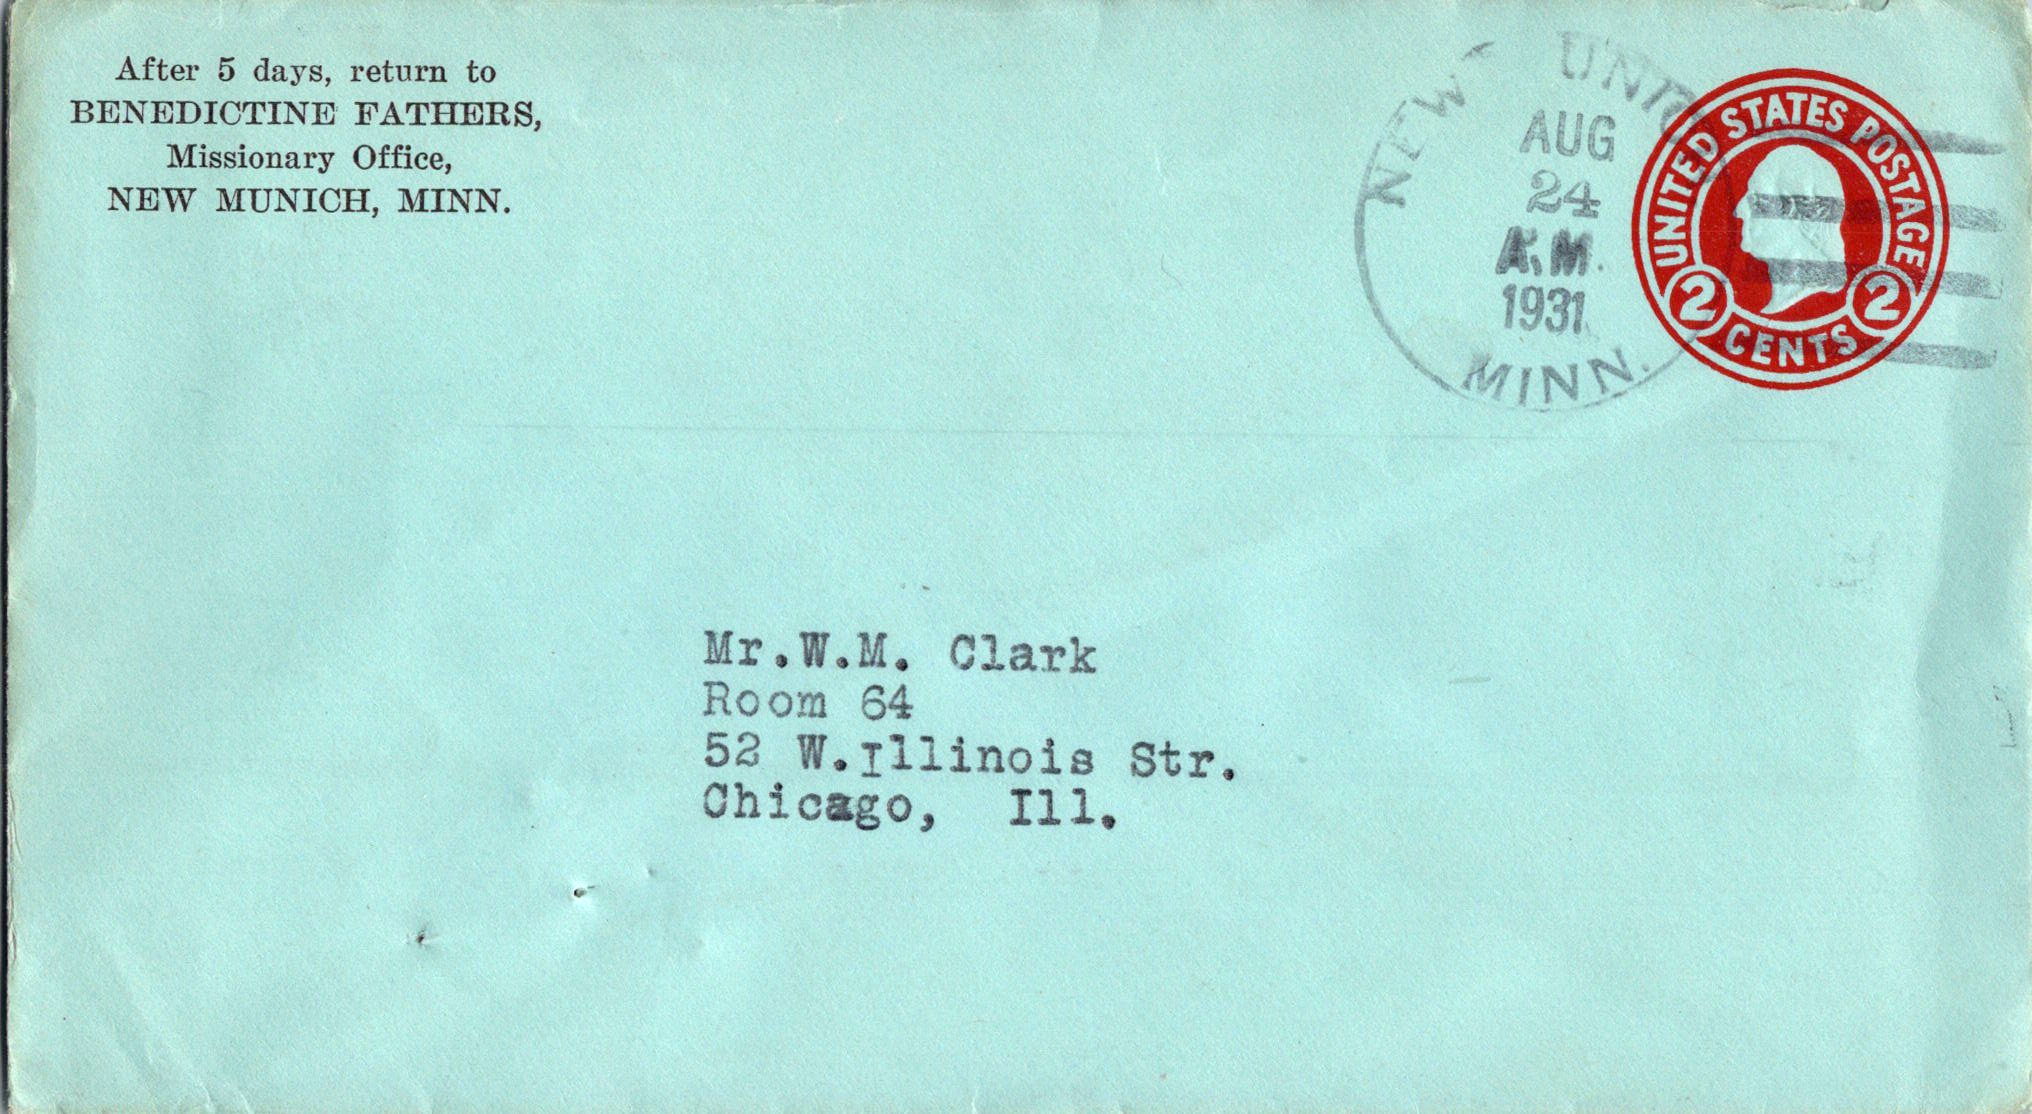 After 5 days, return to
BENEDICTINE FATHERS,
Missionary Office,
NEW MUNICH, MINN.
NEW
AUG
24
A.M.
1931
MINN.
UNITED STATES POSTAGE
2 CENTS 2
Mr.W.M. Clark
Room 64
52 W.Illinois Str.
Chicago, Ill.